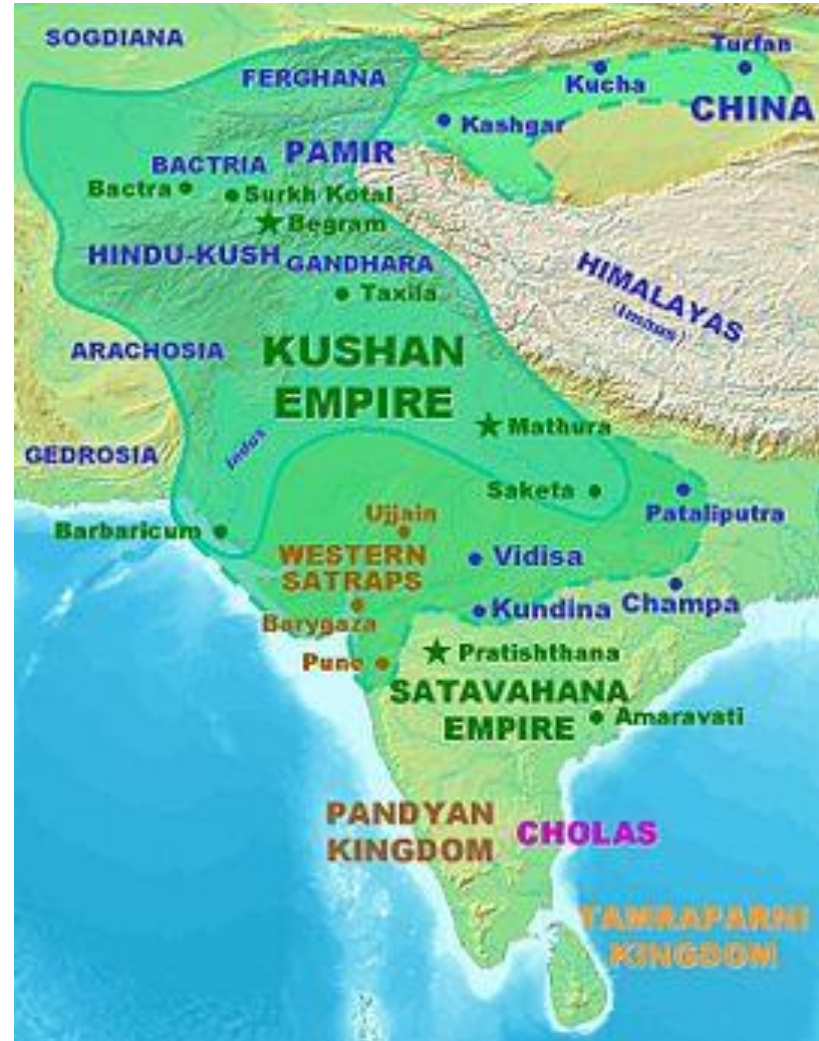 SOGDIANA
Turfan
FERGHANA
Kucha
CHINA
Kashgar
PAMIR
BACTRIA
Bactra
Surkh Kotal
Begram
HINDU-KUSH
GANDHARA
HIMALAYAS
(Imaus)
Taxila
ARACHOSIA
KUSHAN
EMPIRE
Mathura
Indus
GEDROSIA
Saketa
Pataliputra
Ujjain
Barbaricum
WESTERN
SATRAPS
Vidisa
Barygaza
Kundina
Champa
Pune
Pratishthana
SATAVAHANA
EMPIRE
Amaravati
PANDYAN
KINGDOM
CHOLAS
TAMRAPARNI
KINGDOM